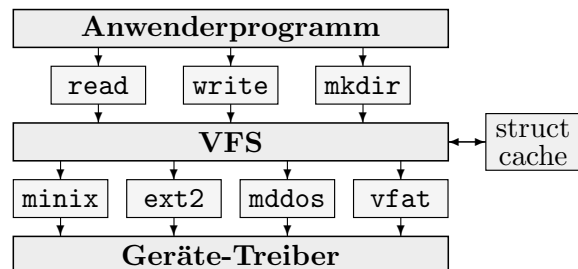 Anwenderprogramm
read write mkdir
VFS
struct
cache
minix ext2 mddos vfat
Geräte-Treiber